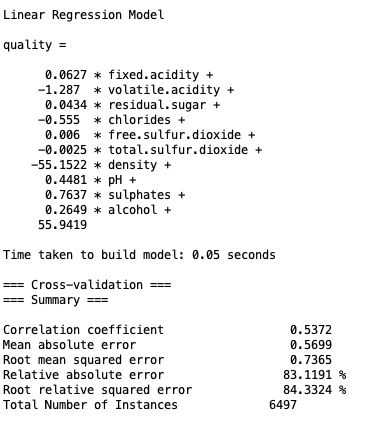 Linear Regression Model
quality =
0.0627 * fixed.acidity +
-1.287 * volatile.acidity +
0.0434 * residual.sugar +
-0.555 * chlorides +
0.006 * free.sulfur.dioxide +
-0.0025 * total.sulfur.dioxide +
-55.1522 * density +
0.4481 * pH +
0.7637 * sulphates +
0.2649 * alcohol +
55.9419
Time taken to build model: 0.05 seconds
=== Cross-validation ===
=== Summary ===
Correlation coefficient 0.5372
Mean absolute error 0.5699
Root mean squared error 0.7365
Relative absolute error 83.1191 %
Root relative squared error 84.3324 %
Total Number of Instances 6497